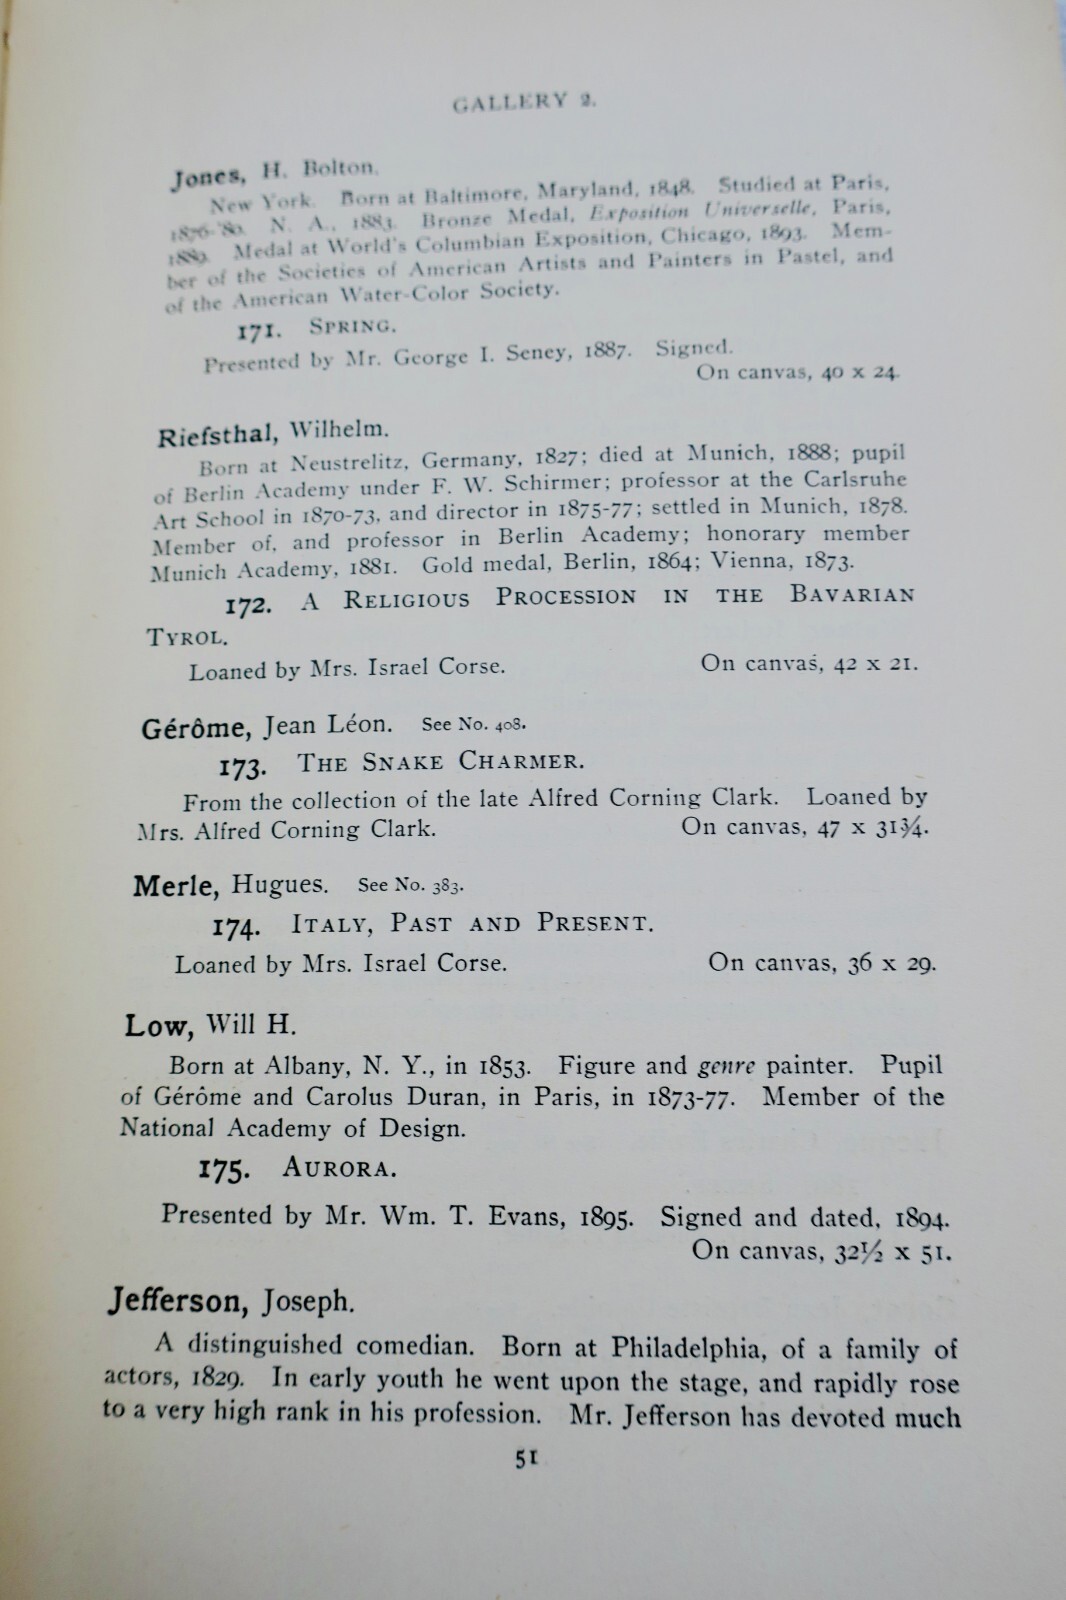 GALLERY 2.
Jones, H. Bolton.
New York. Born at Baltimore, Maryland, 1848. Studied at Paris,
1876-'80. N. A., 1883. Bronze Medal, Exposition Universelle, Paris,
1889. Medal at World's Columbian Exposition, Chicago, 1893. Mem-
ber of the Societies of American Artists and Painters in Pastel, and
of the American Water-Color Society.
171. SPRING.
Presented by Mr. George I. Seney, 1887. Signed.
On canvas, 40 x 24.
Riefsthal, Wilhelm.
Born at Neustrelitz, Germany, 1827; died at Munich, 1888; pupil
of Berlin Academy under F. W. Schirmer; professor at the Carlsruhe
Art School in 1870-73, and director in 1875-77; settled in Munich, 1878.
Member of, and professor in Berlin Academy; honorary member
Munich Academy, 1881. Gold medal, Berlin, 1864; Vienna, 1873.
172. A RELIGIOUS PROCESSION IN THE BAVARIAN
TYROL.
Loaned by Mrs. Israel Corse. On canvas, 42 x 21.
Gérôme, Jean Léon. See No. 408.
173. THE SNAKE CHARMER.
From the collection of the late Alfred Corning Clark. Loaned by
Mrs. Alfred Corning Clark. On canvas, 47 x 31¾.
Merle, Hugues. See No. 383.
174. ITALY, PAST AND PRESENT.
Loaned by Mrs. Israel Corse. On canvas, 36 x 29.
Low, Will H.
Born at Albany, N. Y., in 1853. Figure and genre painter. Pupil
of Gérôme and Carolus Duran, in Paris, in 1873-77. Member of the
National Academy of Design.
175. AURORA.
Presented by Mr. Wm. T. Evans, 1895. Signed and dated, 1894.
On canvas, 32½ x 51.
Jefferson, Joseph.
A distinguished comedian. Born at Philadelphia, of a family of
actors, 1829. In early youth he went upon the stage, and rapidly rose
to a very high rank in his profession. Mr. Jefferson has devoted much
51